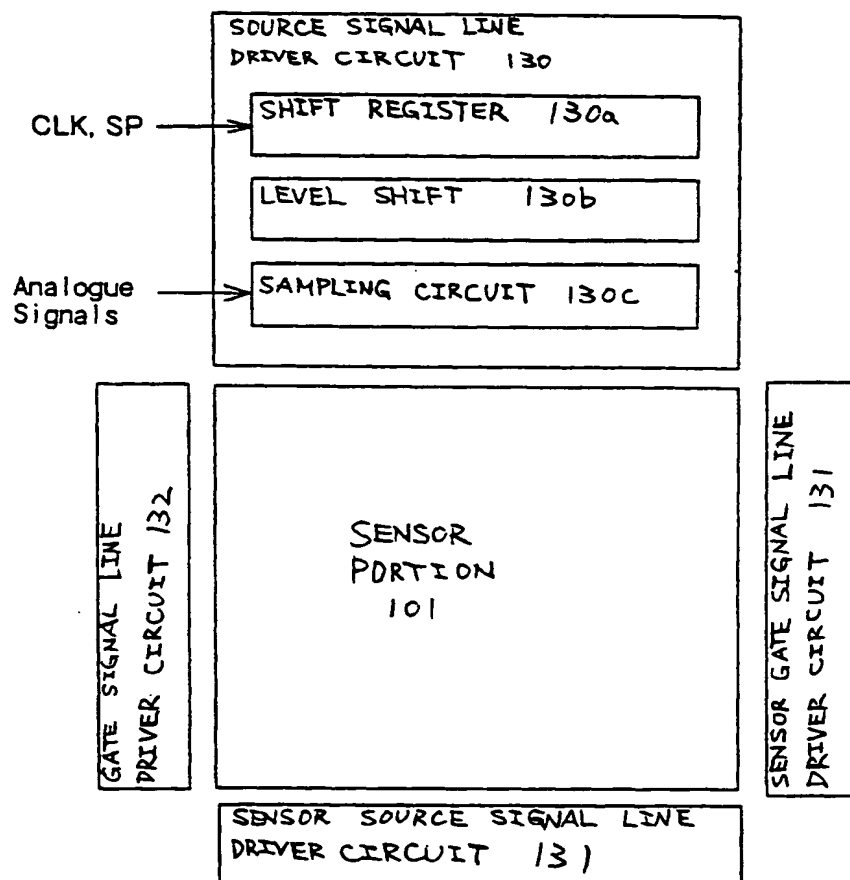 SOURCE SIGNAL LINE
DRIVER CIRCUIT 130
CLK, SP
SHIFT REGISTER 130a
LEVEL SHIFT 130b
Analogue
Signals
SAMPLING CIRCUIT 130C
GATE SIGNAL LINE
DRIVER CIRCUIT 132
SENSOR
PORTION
101
SENSOR GATE SIGNAL LINE
DRIVER CIRCUIT 131
SENSOR SOURCE SIGNAL LINE
DRIVER CIRCUIT 131